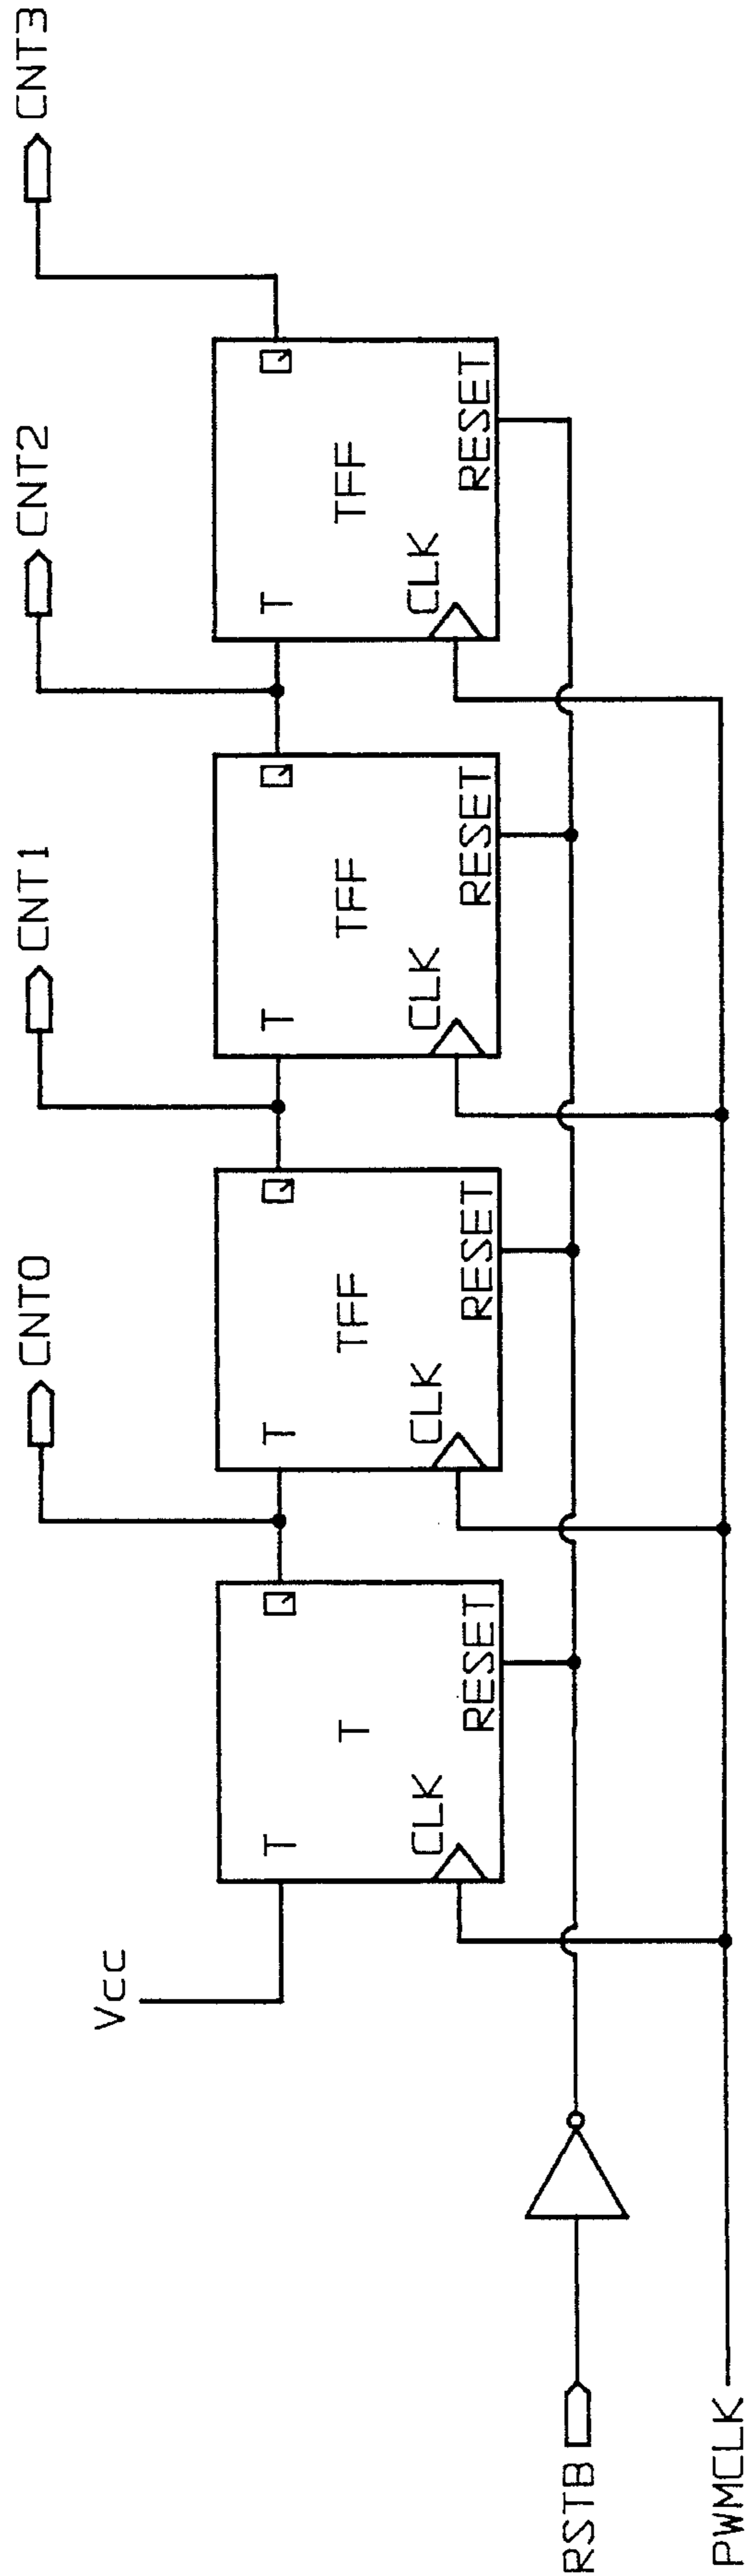 CNT0
CNT1
CNT2
CNT3
Vcc
T
Q
T
Q
T
Q
T
Q
T
TFF
TFF
TFF
CLK
RESET
CLK
RESET
CLK
RESET
CLK
RESET
RSTB
PWMCLK